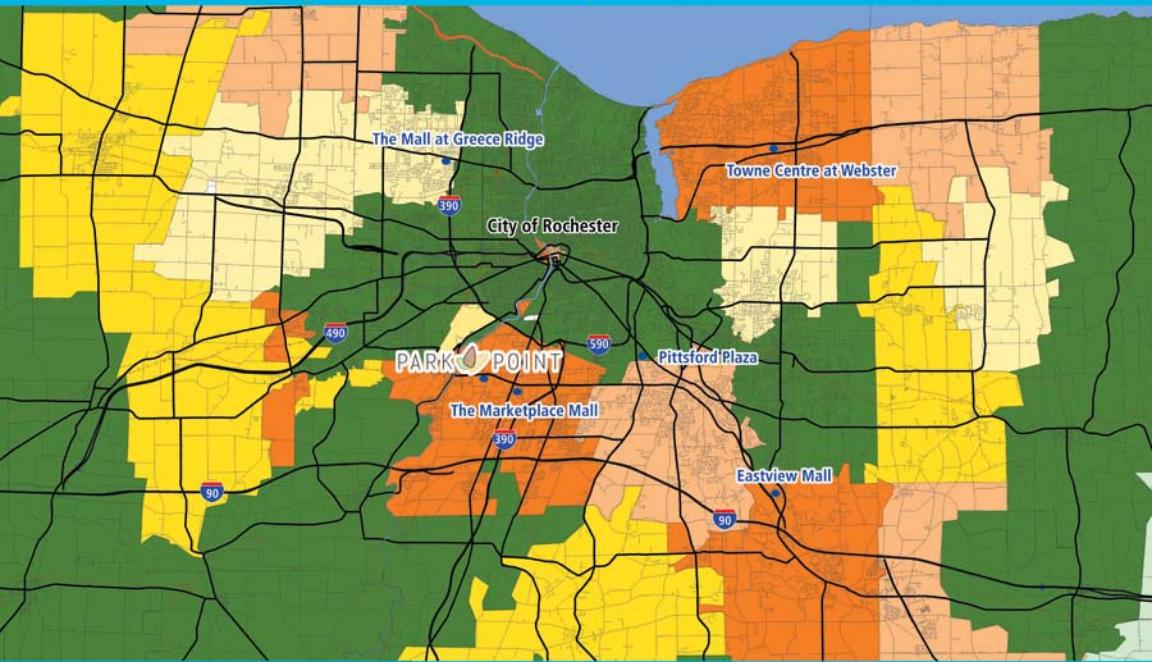 The Mall at Greece Ridge
Towne Centre at Webster
390
City of Rochester
490
590
PARK POINT
Pittsford Plaza
The Marketplace Mall
390
Eastview Mall
90
90